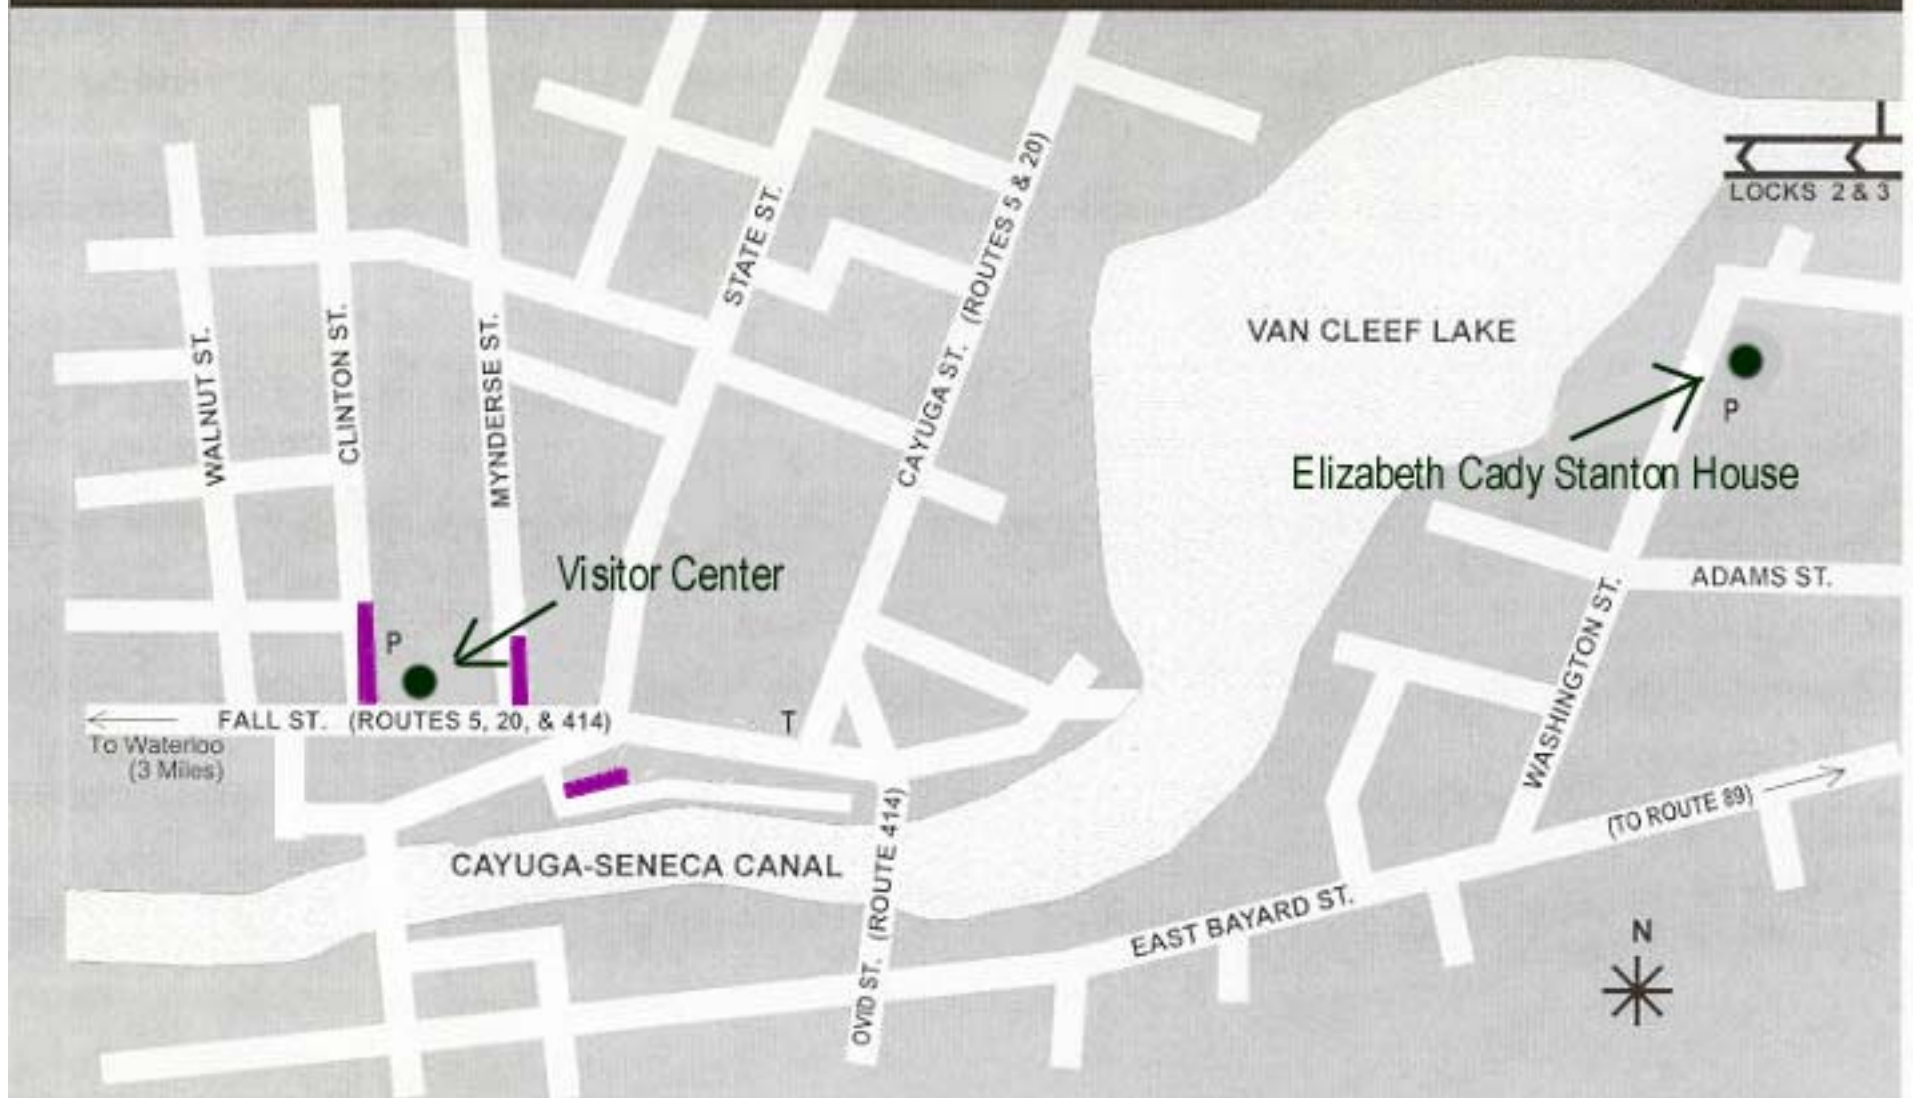 LOCKS 2 & 3
STATE ST.
CAYUGA ST. (ROUTES 5 & 20)
VAN CLEEF LAKE
WALNUT ST.
CLINTON ST.
MYNDERSE ST.
P
Elizabeth Cady Stanton House
Visitor Center
ADAMS ST.
WASHINGTON ST.
P
FALL ST. (ROUTES 5, 20, & 414)
T
To Waterloo
(3 Miles)
(TO ROUTE 89)
CAYUGA-SENECA CANAL
OVID ST. (ROUTE 414)
EAST BAYARD ST.
N